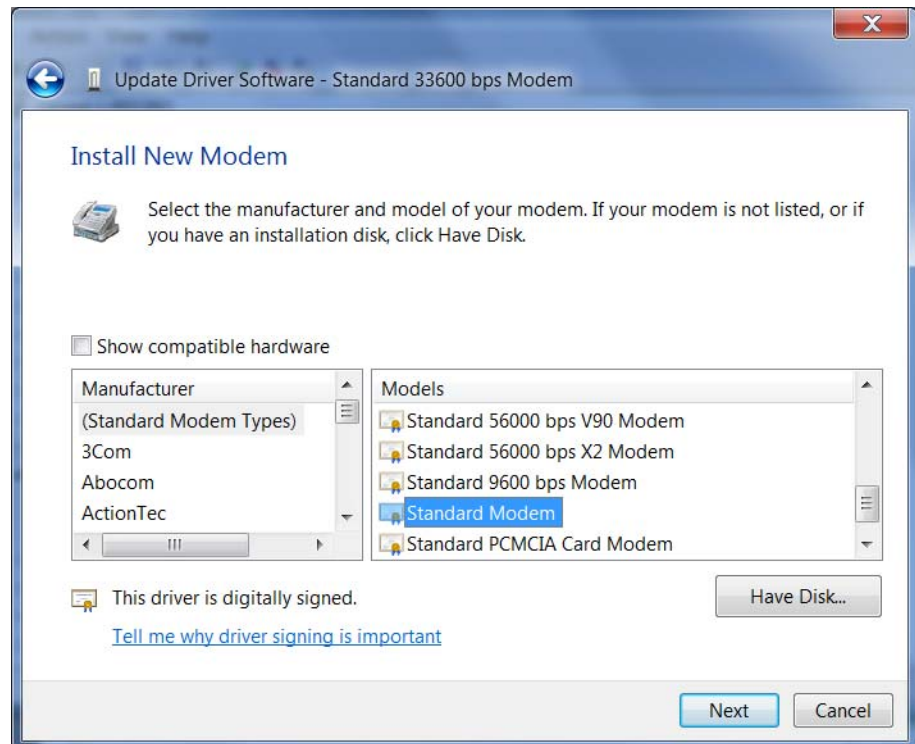 Update Driver Software - Standard 33600 bps Modem
Install New Modem
Select the manufacturer and model of your modem. If your modem is not listed, or if
you have an installation disk, click Have Disk.
Show compatible hardware
Manufacturer
(Standard Modem Types)
3Com
Abocom
ActionTec
Models
Standard 56000 bps V90 Modem
Standard 56000 bps X2 Modem
Standard 9600 bps Modem
Standard Modem
Standard PCMCIA Card Modem
This driver is digitally signed.
Have Disk...
Tell me why driver signing is important
Next
Cancel